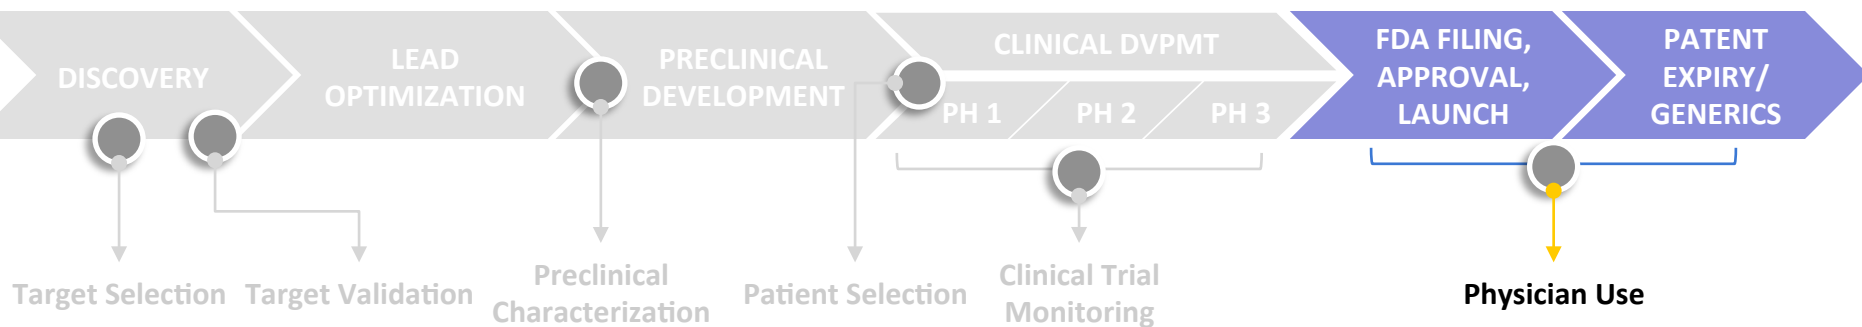 DISCOVERY
LEAD
OPTIMIZATION
PRECLINICAL
DEVELOPMENT
CLINICAL DVPMT
PH 1
PH 2
PH 3
FDA FILING,
APPROVAL,
LAUNCH
PATENT
EXPIRY/
GENERICS
Target Selection
Target Validation
Preclinical
Characterization
Patient Selection
Clinical Trial
Monitoring
Physician Use